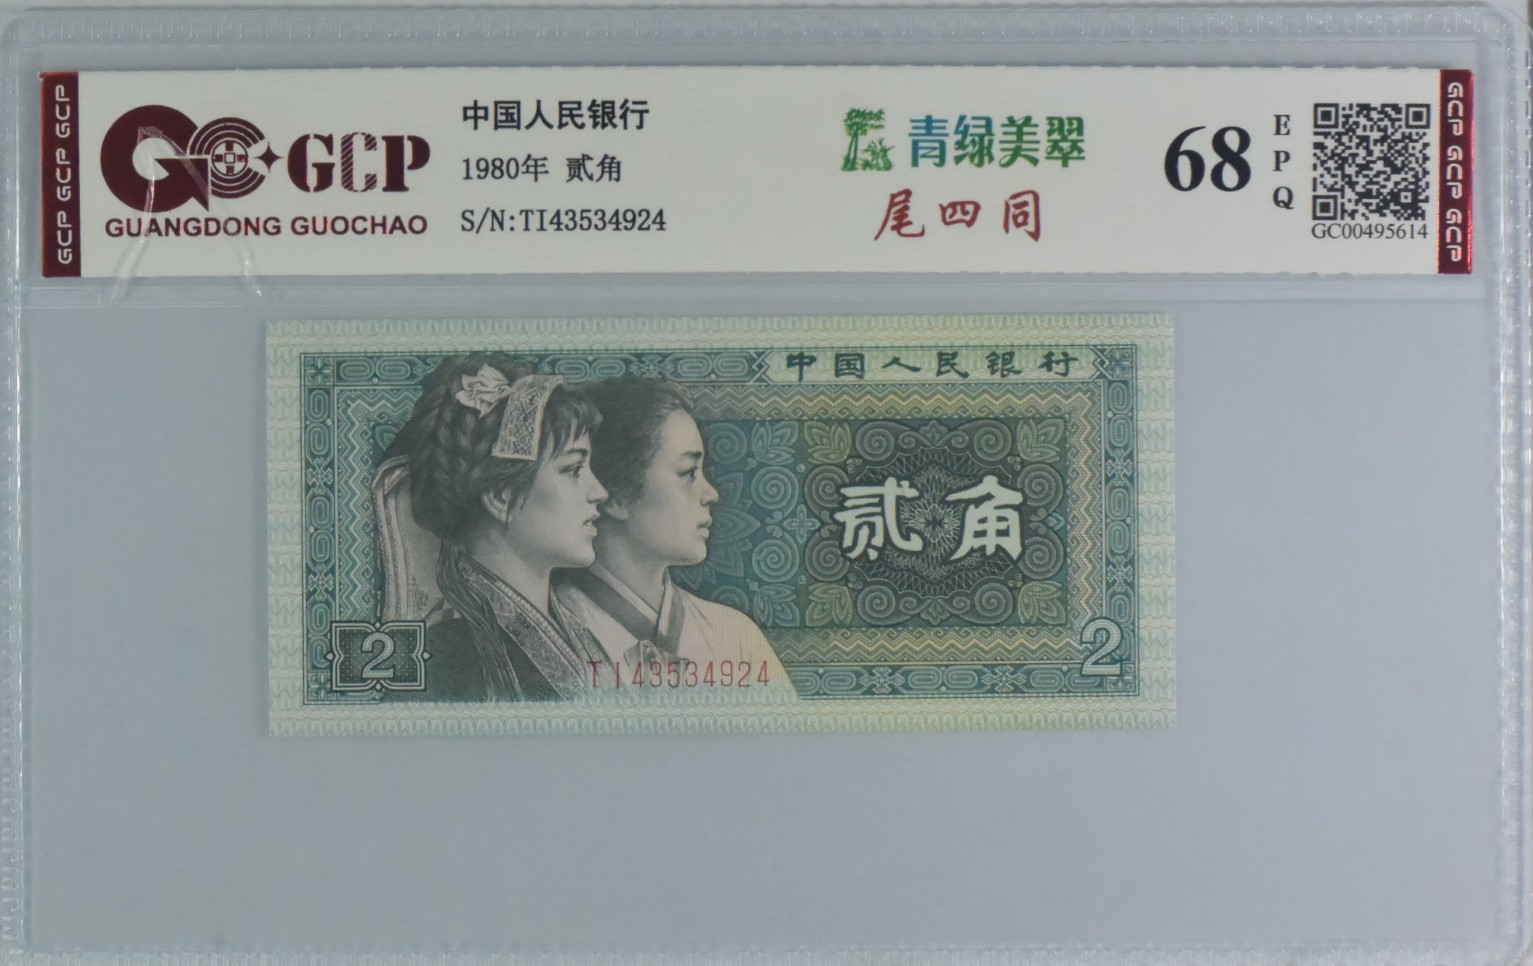 GCP GCP GCP
GCP
GUANGDONG GUOCHAO
中国人民银行
1980年 贰角
S/N:TI43534924
青绿美翠
尾四同
68
EPQ
GC00495614
GCP GCP GCP
中国人民银行
贰角
2
TI43534924
2